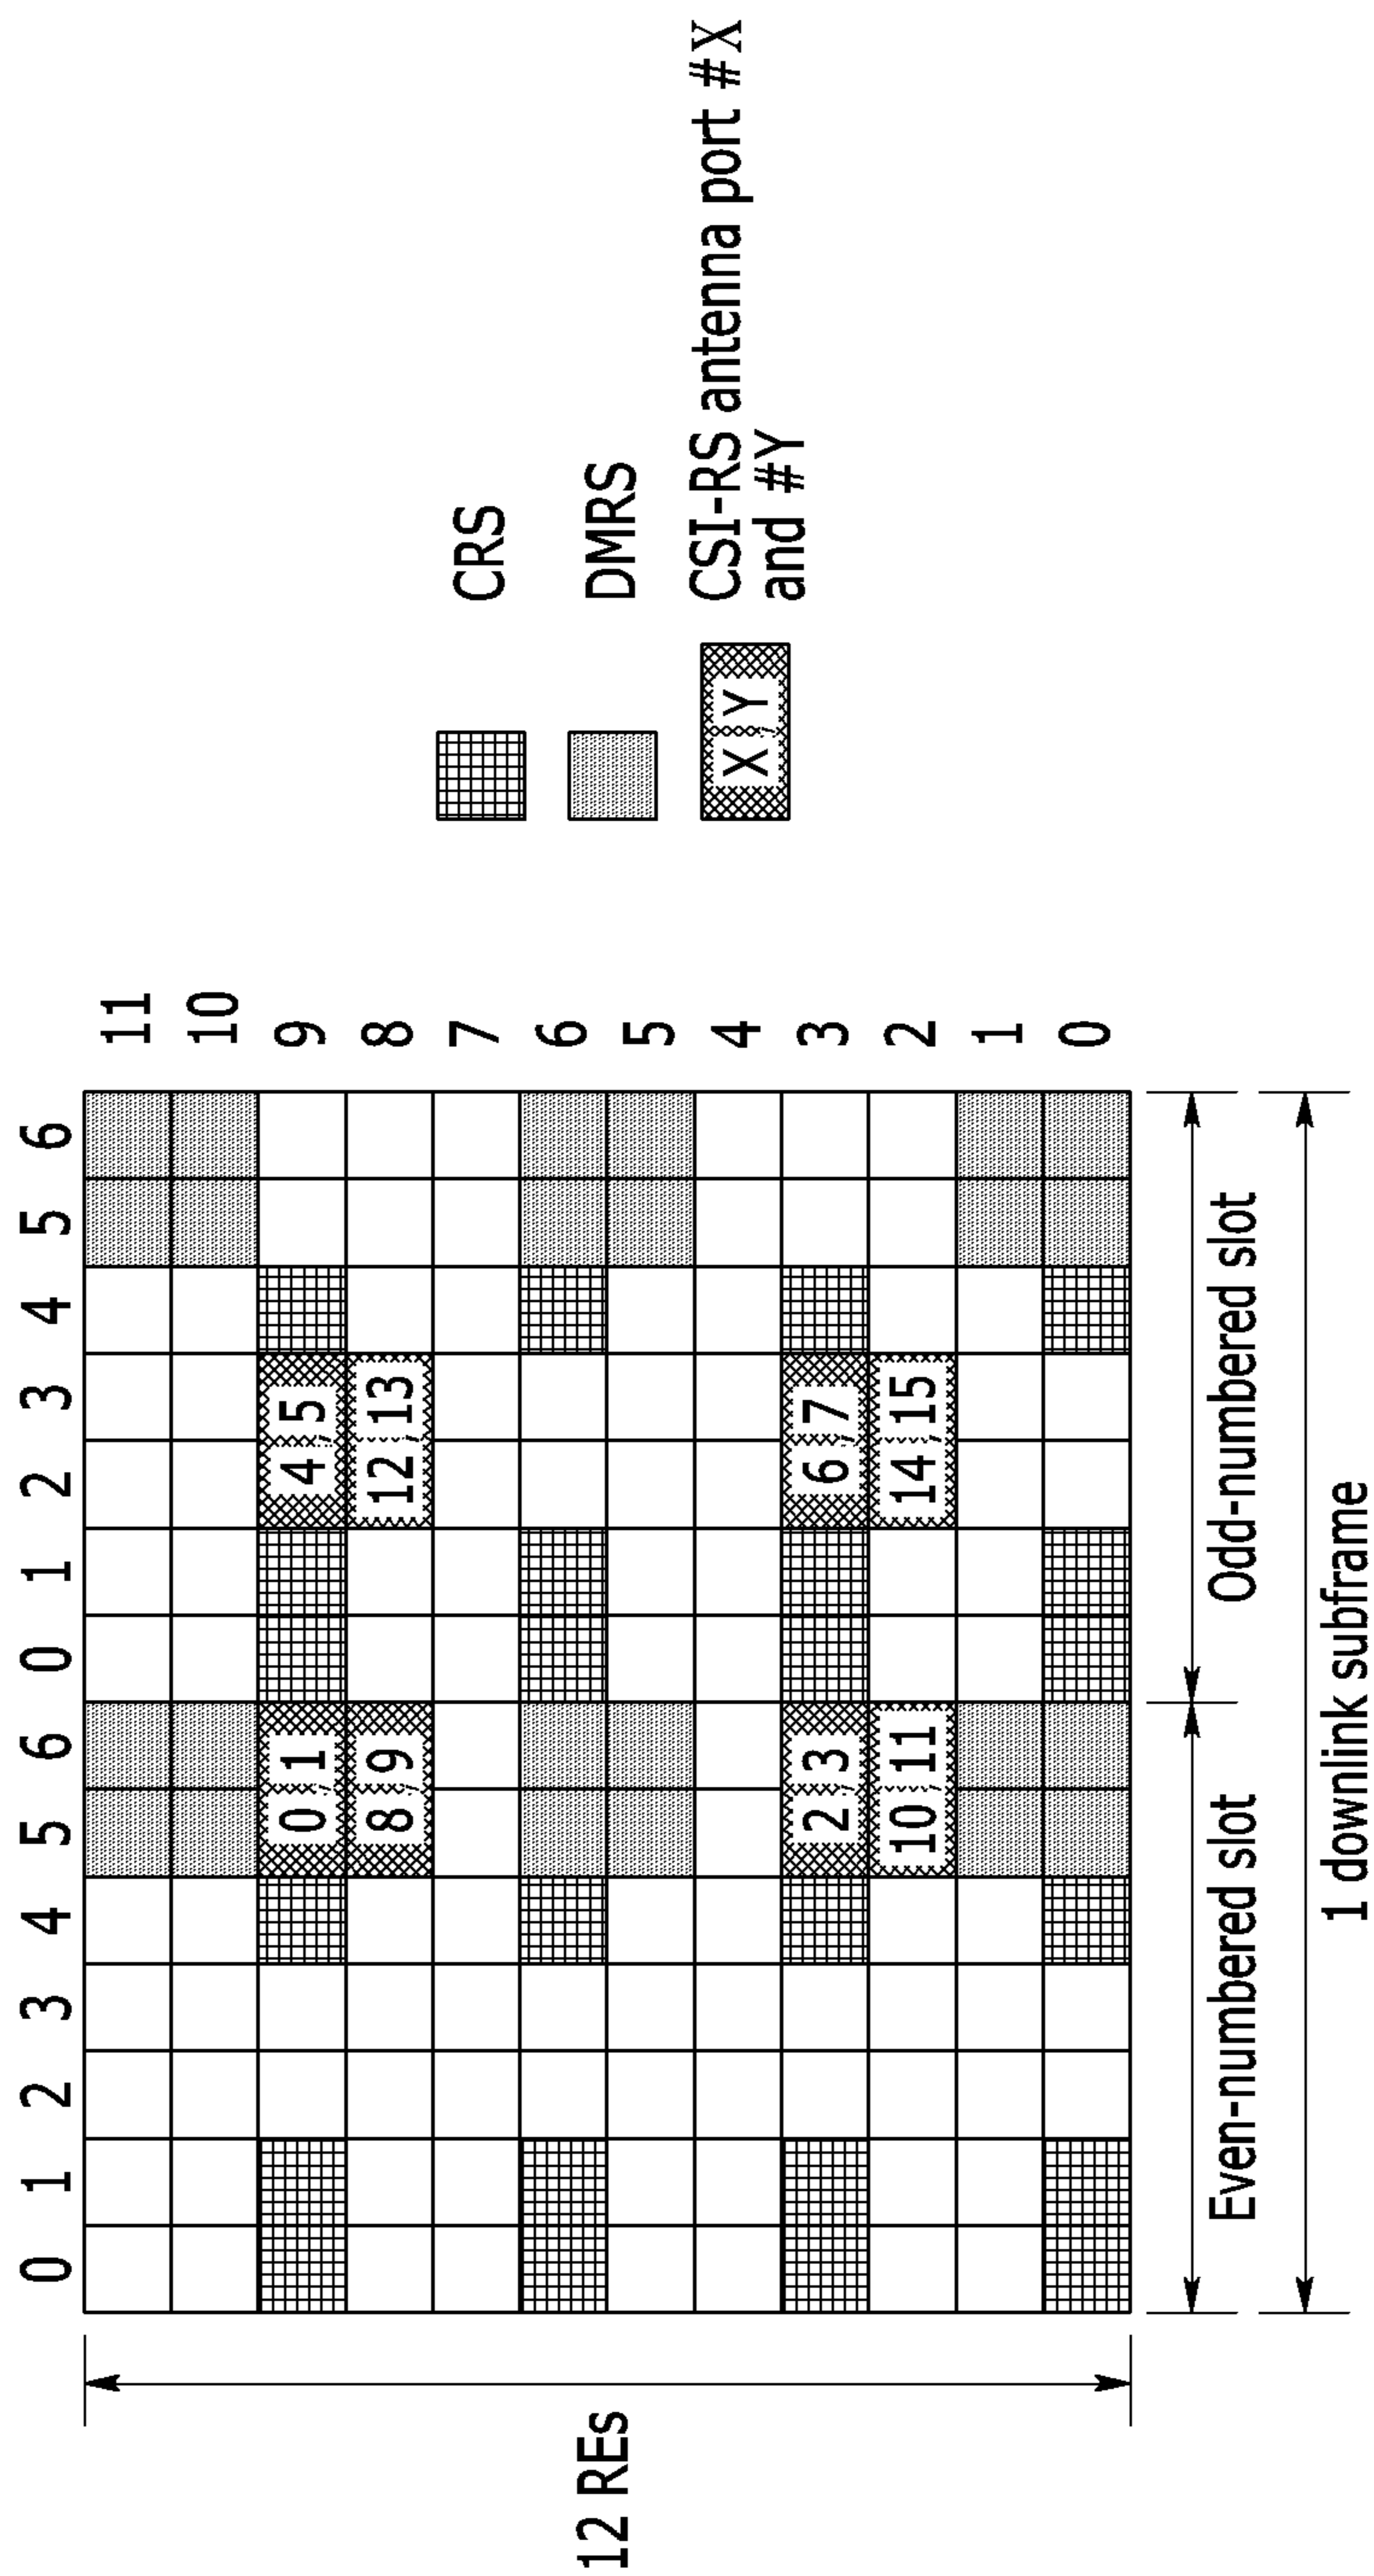 0 1 2 3 4 5 6 0 1 2 3 4 5 6
11
10
0,1 4,5 9
8,9 12,13 8
7
6
12 REs
5
4
2,3 6,7 3
10,11 14,15 2
1
0
Even-numbered slot Odd-numbered slot
1 downlink subframe
CRS
DMRS
X,Y CSI-RS antenna port #X
and #Y